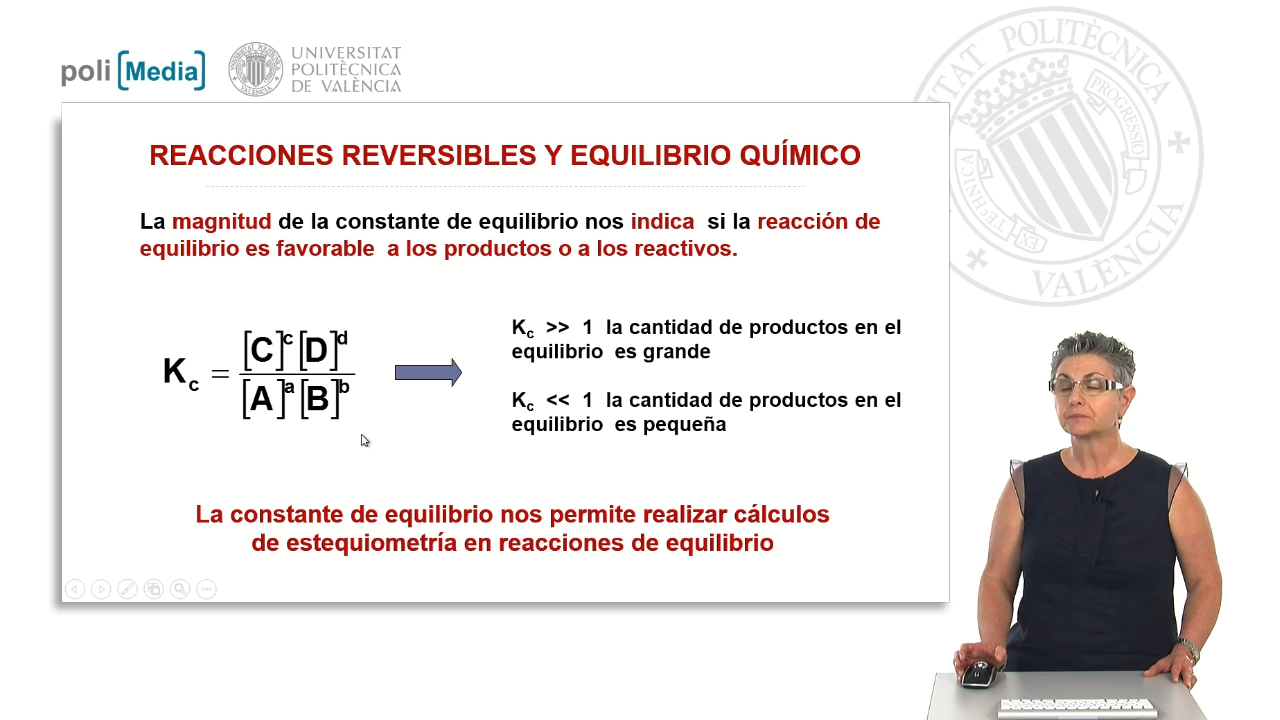 poli [Media]
UNIVERSITAT
POLITÈCNICA
DE VALÈNCIA
REACCIONES REVERSIBLES Y EQUILIBRIO QUÍMICO
La magnitud de la constante de equilibrio nos indica si la reacción de
equilibrio es favorable a los productos o a los reactivos.
Kc = [C]^c [D]^d / [A]^a [B]^b
Kc >> 1 la cantidad de productos en el
equilibrio es grande
Kc << 1 la cantidad de productos en el
equilibrio es pequeña
La constante de equilibrio nos permite realizar cálculos
de estequiometría en reacciones de equilibrio
POLITÈCNICA
VALÈNCIA
PROGRESSIO